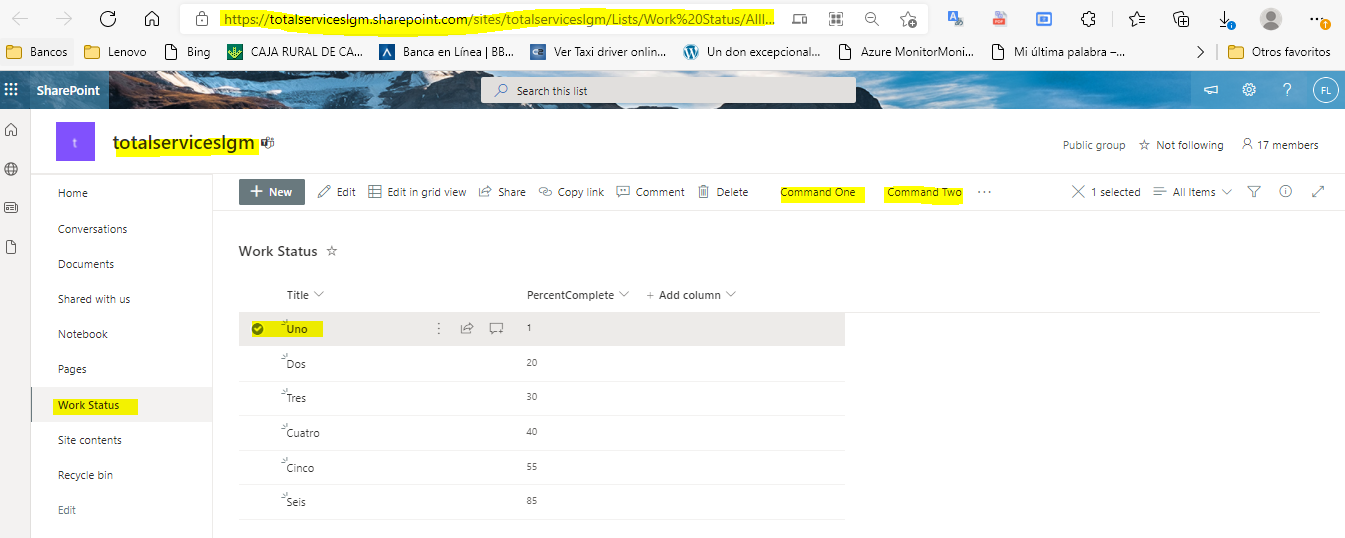 https://totalserviceslgm.sharepoint.com/sites/totalserviceslgm/Lists/Work%20Status/AllI...
Bancos Lenovo Bing CAJA RURAL DE CA... Banca en Línea | BB... Ver Taxi driver onlin... Un don excepcional... Azure MonitorMoni... Mi última palabra –... Otros favoritos
SharePoint Search this list ? FL
t totalserviceslgm Public group Not following 17 members
+ New Edit Edit in grid view Share Copy link Comment Delete Command One Command Two ... 1 selected All Items
Home
Conversations
Documents
Shared with us
Notebook
Pages
Work Status
Site contents
Recycle bin
Edit
Work Status
Title PercentComplete + Add column
Uno 1
Dos 20
Tres 30
Cuatro 40
Cinco 55
Seis 85